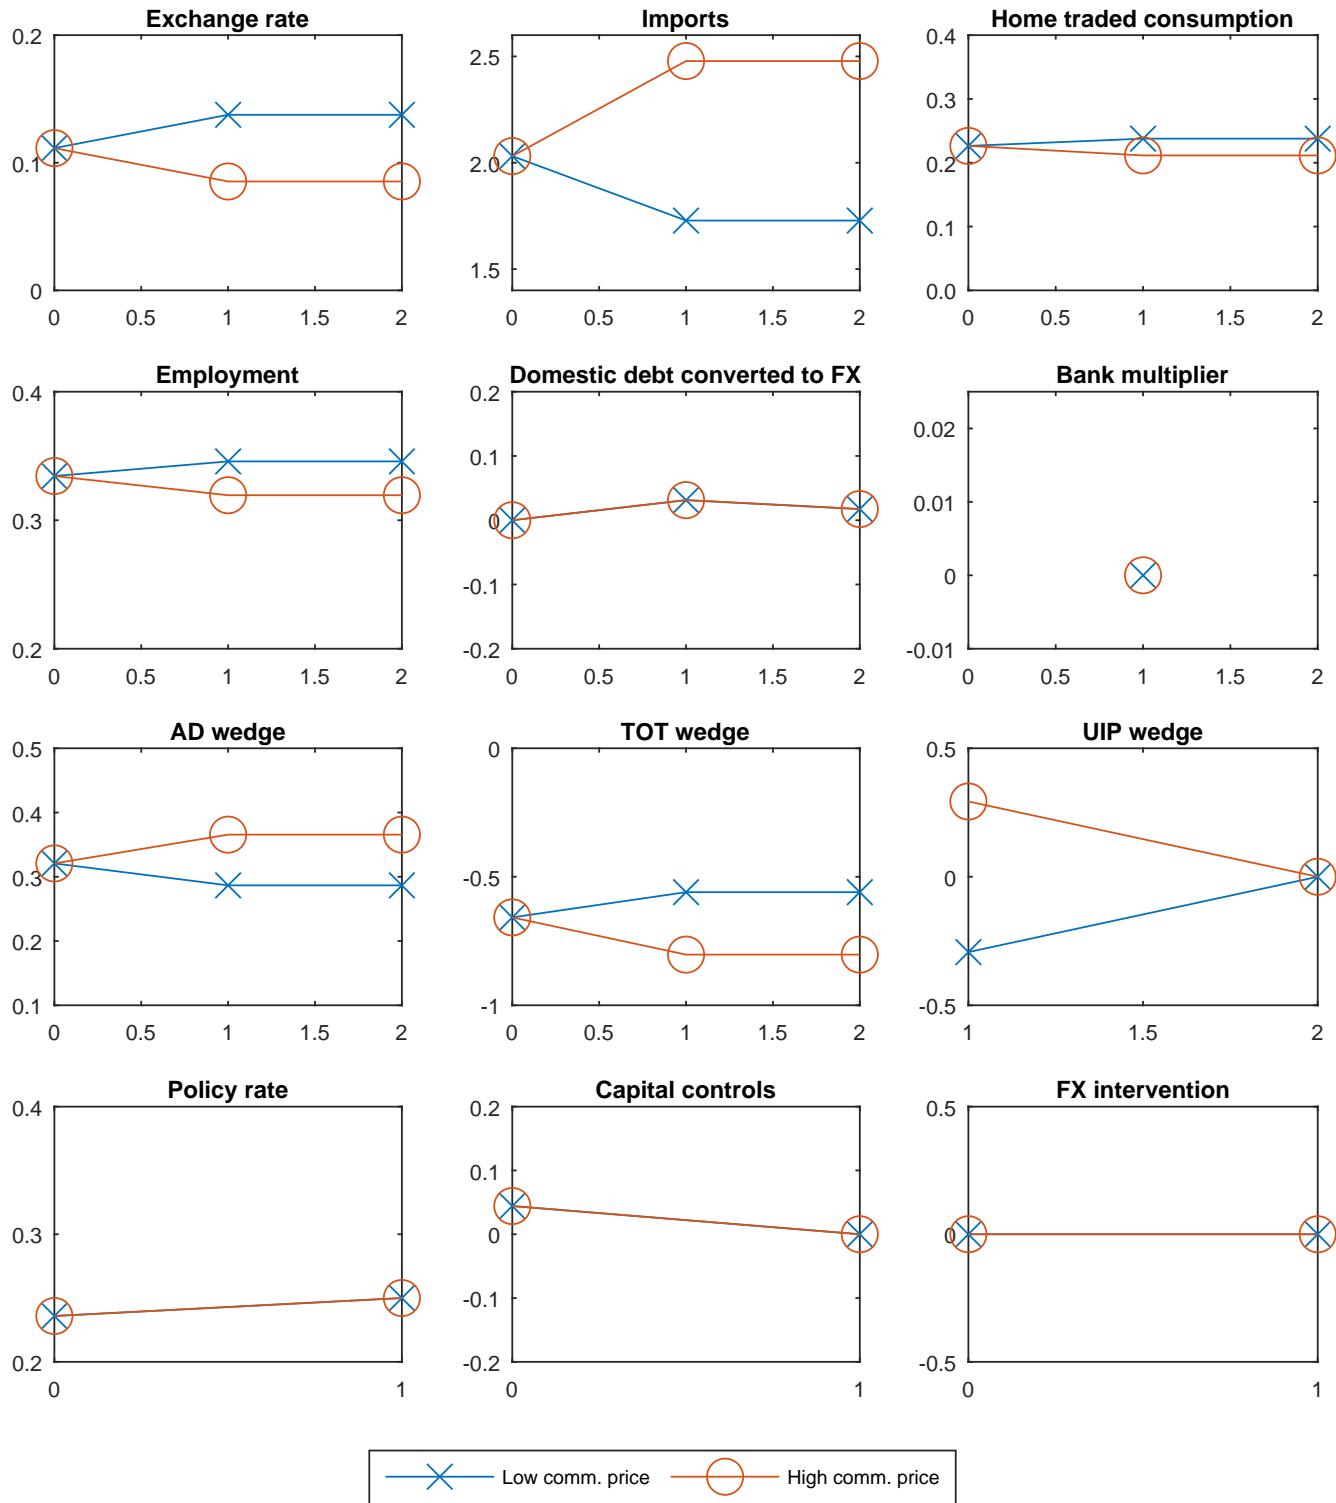 Exchange rate
0.2
0.1
0
0 0.5 1 1.5 2
Imports
2.5
2.0
1.5
0 0.5 1 1.5 2
Home traded consumption
0.4
0.3
0.2
0.1
0.0
0 0.5 1 1.5 2
Employment
0.4
0.3
0.2
0 0.5 1 1.5 2
Domestic debt converted to FX
0.2
0.1
0
-0.1
-0.2
0 0.5 1 1.5 2
Bank multiplier
0.02
0.01
0
-0.01
0 0.5 1 1.5 2
AD wedge
0.5
0.4
0.3
0.2
0.1
0 0.5 1 1.5 2
TOT wedge
0
-0.5
-1
0 0.5 1 1.5 2
UIP wedge
0.5
0
-0.5
1 1.5 2
Policy rate
0.4
0.3
0.2
0 1
Capital controls
0.2
0.1
0
-0.1
-0.2
0 1
FX intervention
0.5
0
-0.5
0 1
Low comm. price High comm. price